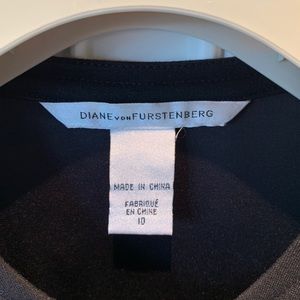 DIANE VON FURSTENBERG
MADE IN CHINA
FABRIQUÉ
EN CHINE
10